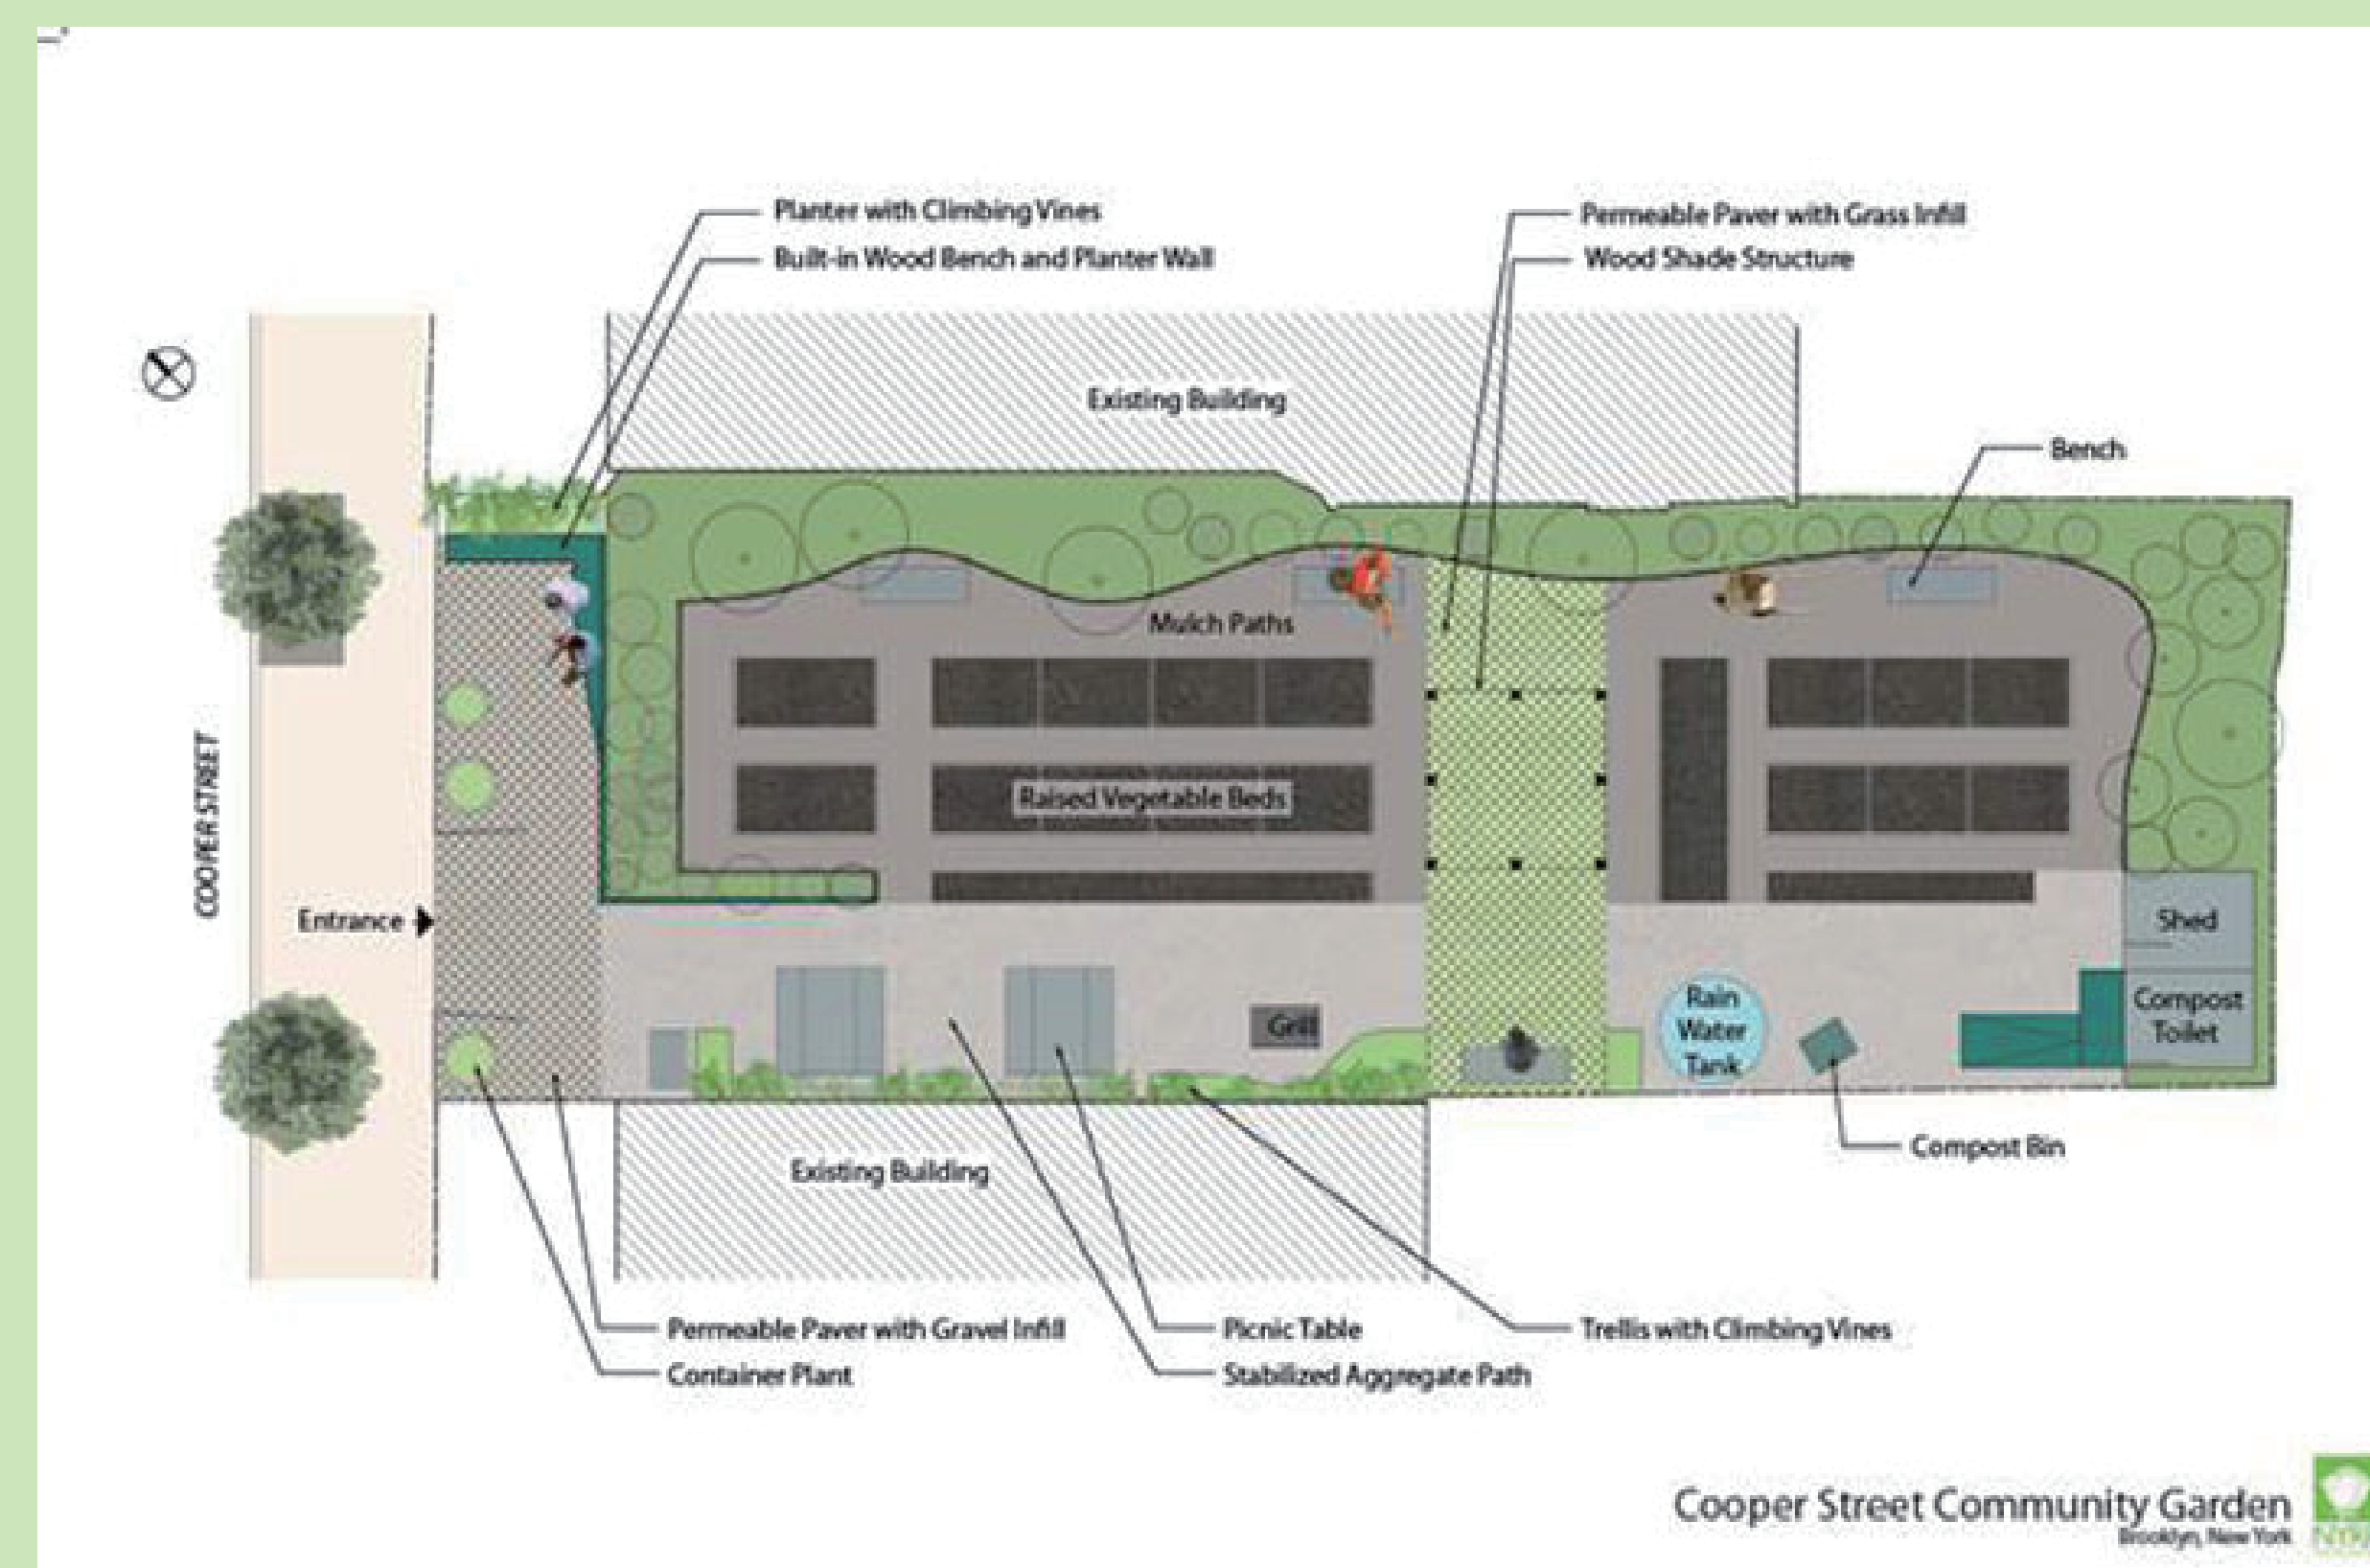 Planter with Climbing Vines
Built-in Wood Bench and Planter Wall
Permeable Paver with Grass Infill
Wood Shade Structure
Existing Building
Bench
Mulch Paths
Raised Vegetable Beds
COOPER STREET
Entrance
Shed
Compost
Toilet
Rain
Water
Tank
Grill
Compost Bin
Existing Building
Permeable Paver with Gravel Infill
Container Plant
Picnic Table
Stabilized Aggregate Path
Trellis with Climbing Vines
Cooper Street Community Garden
Brooklyn, New York